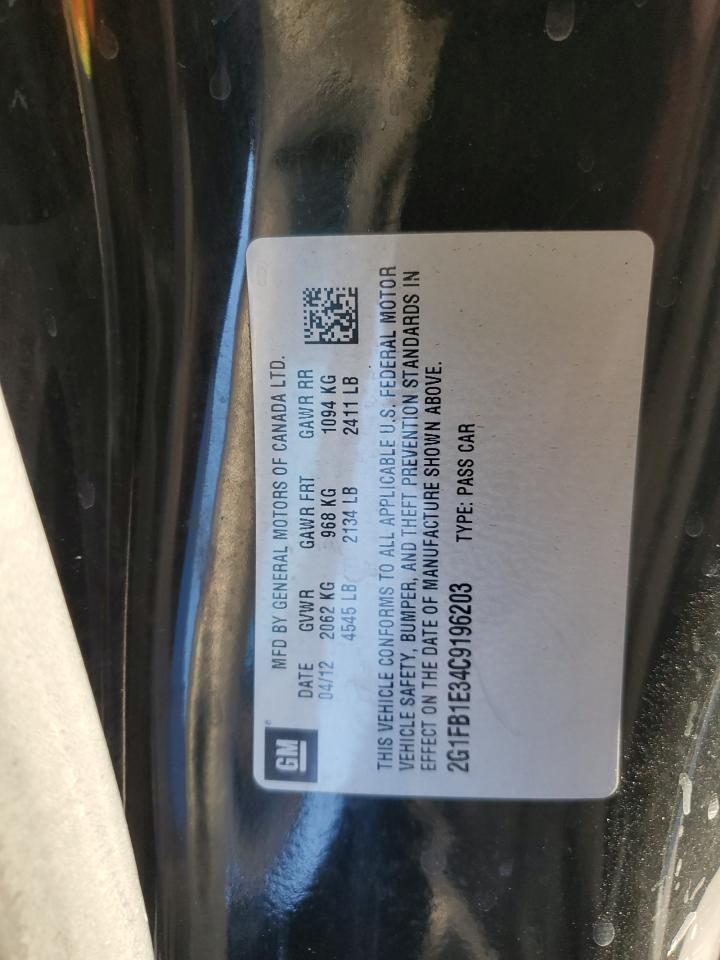 GM®
MFD BY GENERAL MOTORS OF CANADA LTD.
DATE GVWR GAWR FRT GAWR RR
04/12 2062 KG 968 KG 1094 KG
4545 LB 2134 LB 2411 LB
THIS VEHICLE CONFORMS TO ALL APPLICABLE U.S. FEDERAL MOTOR
VEHICLE SAFETY, BUMPER, AND THEFT PREVENTION STANDARDS IN
EFFECT ON THE DATE OF MANUFACTURE SHOWN ABOVE.
2G1FB1E34C9196203 TYPE: PASS CAR